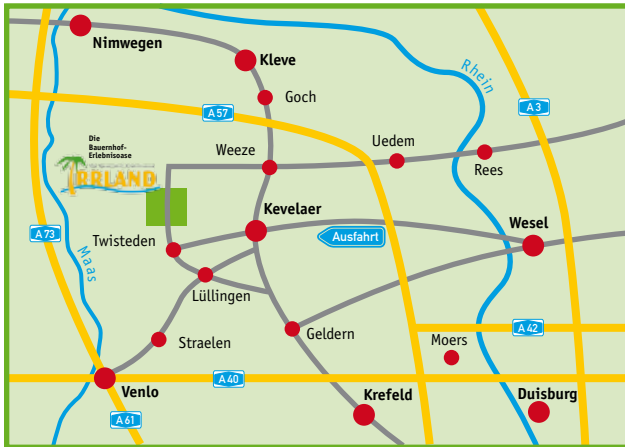 Nimwegen
Kleve
Rhein
A 3
Goch
A 57
Die
Bauernhof-
Erlebnisoase
IRRLAND
Weeze
Uedem
Rees
Kevelaer
Wesel
A 73
Twisteden
Ausfahrt
Maas
Lüllingen
Straelen
Geldern
A 42
Moers
Venlo
A 40
Krefeld
Duisburg
A 61